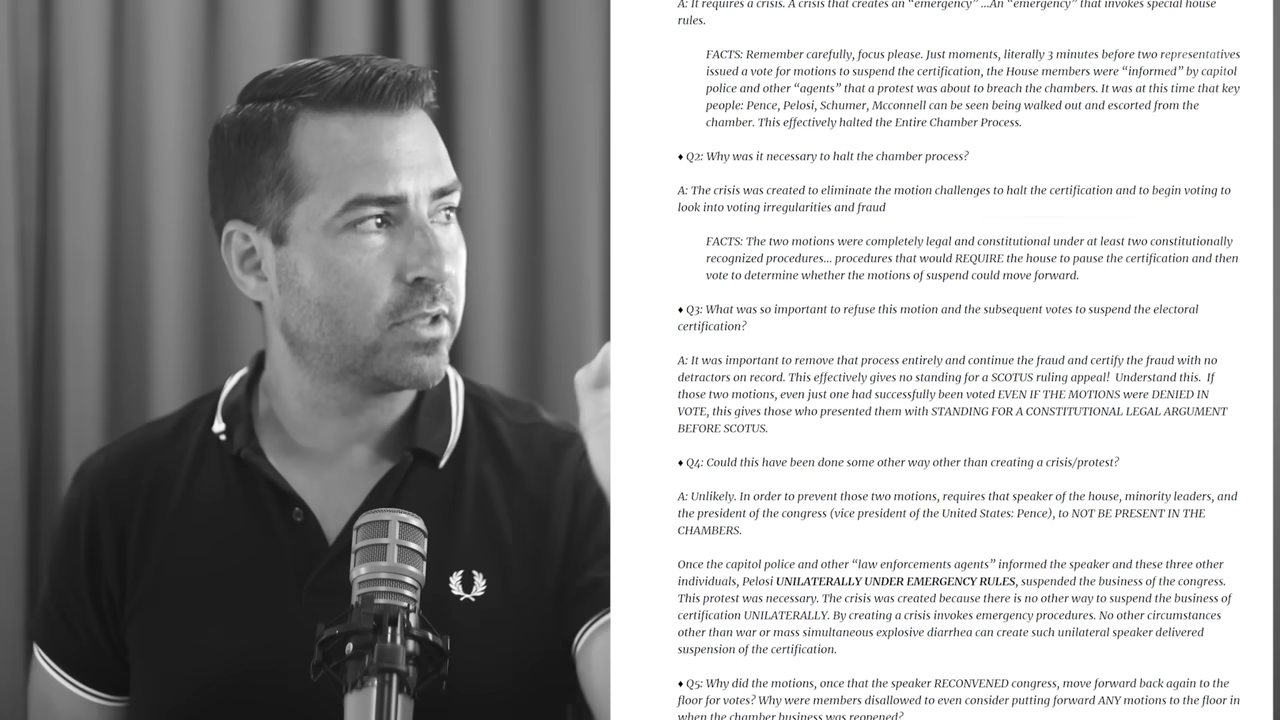 A: It requires a crisis. A crisis that creates an “emergency” ...An “emergency” that invokes special house
rules.
FACTS: Remember carefully, focus please. Just moments, literally 3 minutes before two representatives
issued a vote for motions to suspend the certification, the House members were “informed” by capitol
police and other “agents” that a protest was about to breach the chambers. It was at this time that key
people: Pence, Pelosi, Schumer, Mcconnell can be seen being walked out and escorted from the
chamber. This effectively halted the Entire Chamber Process.
♦ Q2: Why was it necessary to halt the chamber process?
A: The crisis was created to eliminate the motion challenges to halt the certification and to begin voting to
look into voting irregularities and fraud
FACTS: The two motions were completely legal and constitutional under at least two constitutionally
recognized procedures... procedures that would REQUIRE the house to pause the certification and then
vote to determine whether the motions of suspend could move forward.
♦ Q3: What was so important to refuse this motion and the subsequent votes to suspend the electoral
certification?
A: It was important to remove that process entirely and continue the fraud and certify the fraud with no
detractors on record. This effectively gives no standing for a SCOTUS ruling appeal! Understand this. If
those two motions, even just one had successfully been voted EVEN IF THE MOTIONS were DENIED IN
VOTE, this gives those who presented them with STANDING FOR A CONSTITUTIONAL LEGAL ARGUMENT
BEFORE SCOTUS.
♦ Q4: Could this have been done some other way other than creating a crisis/protest?
A: Unlikely. In order to prevent those two motions, requires that speaker of the house, minority leaders, and
the president of the congress (vice president of the United States: Pence), to NOT BE PRESENT IN THE
CHAMBERS.
Once the capitol police and other “law enforcements agents” informed the speaker and these three other
individuals, Pelosi UNILATERALLY UNDER EMERGENCY RULES, suspended the business of the congress.
This protest was necessary. The crisis was created because there is no other way to suspend the business of
certification UNILATERALLY. By creating a crisis invokes emergency procedures. No other circumstances
other than war or mass simultaneous explosive diarrhea can create such unilateral speaker delivered
suspension of the certification.
♦ Q5: Why did the motions, once that the speaker RECONVENED congress, move forward back again to the
floor for votes? Why were members disallowed to even consider putting forward ANY motions to the floor in
when the chamber business was reopened?